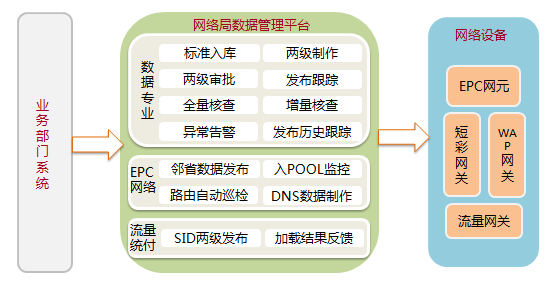 业务部门系统
网络局数据管理平台
数据专业
标准入库
两级制作
两级审批
发布跟踪
全量核查
增量核查
异常告警
发布历史跟踪
EPC
网络
邻省数据发布
入POOL监控
路由自动巡检
DNS数据制作
流量
统付
SID两级发布
加载结果反馈
网络设备
EPC网元
短彩网关
WAP网关
流量网关